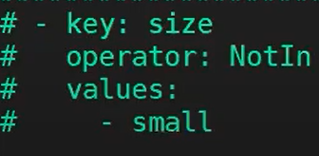 # - key: size
#   operator: NotIn
#   values:
#     - small